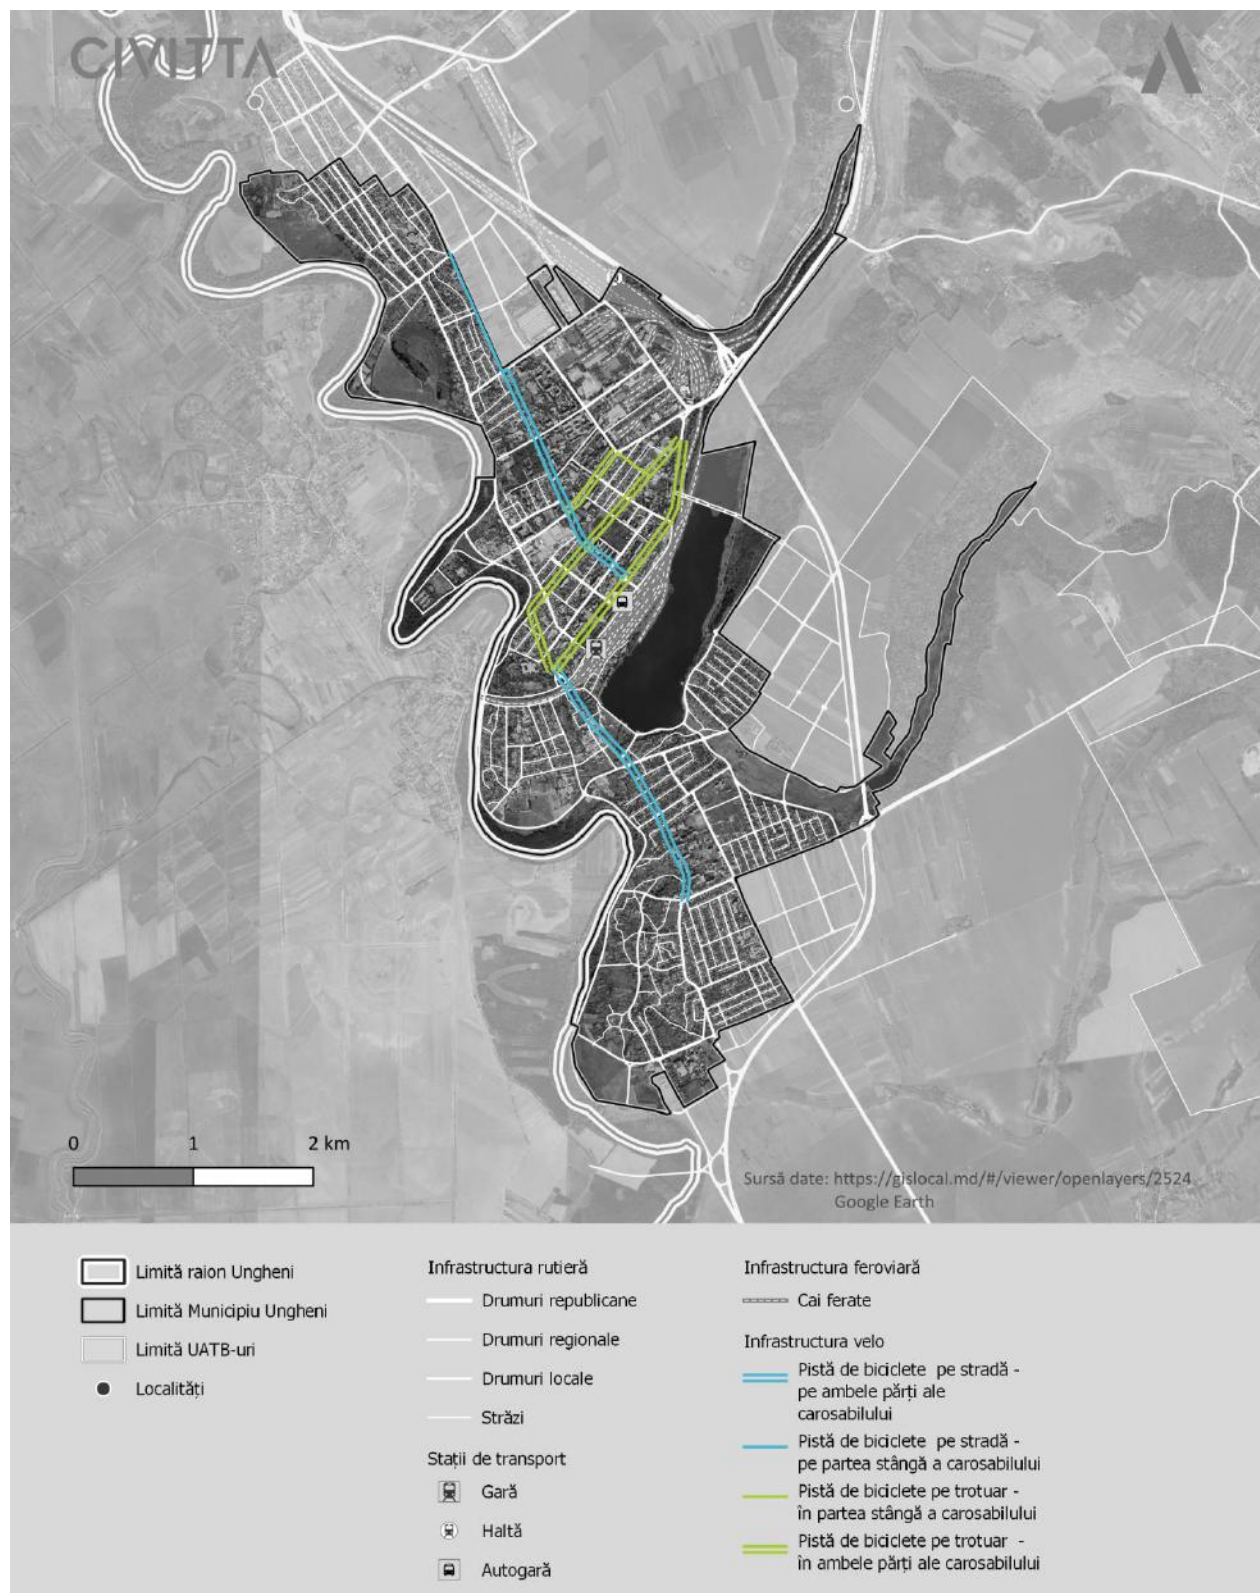 CIVITTA
0 1 2 km
Sursă date: https://gislocal.md/#/viewer/openlayers/2524
Google Earth
Limită raion Ungheni
Limită Municipiu Ungheni
Limită UATB-uri
Localități
Infrastructura rutieră
Drumuri republicane
Drumuri regionale
Drumuri locale
Străzi
Stații de transport
Gară
Haltă
Autogară
Infrastructura feroviară
Cai ferate
Infrastructura velo
Pistă de biciclete pe stradă -
pe ambele părți ale
carosabilului
Pistă de biciclete pe stradă -
pe partea stângă a carosabilului
Pistă de biciclete pe trotuar -
în partea stângă a carosabilului
Pistă de biciclete pe trotuar -
în ambele părți ale carosabilului